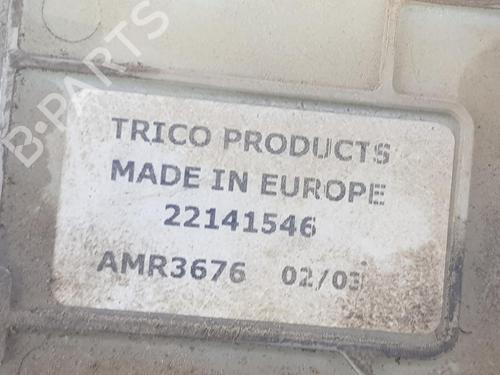 B-PARTS
TRICO PRODUCTS
MADE IN EUROPE
22141546
AMR3676 02/03